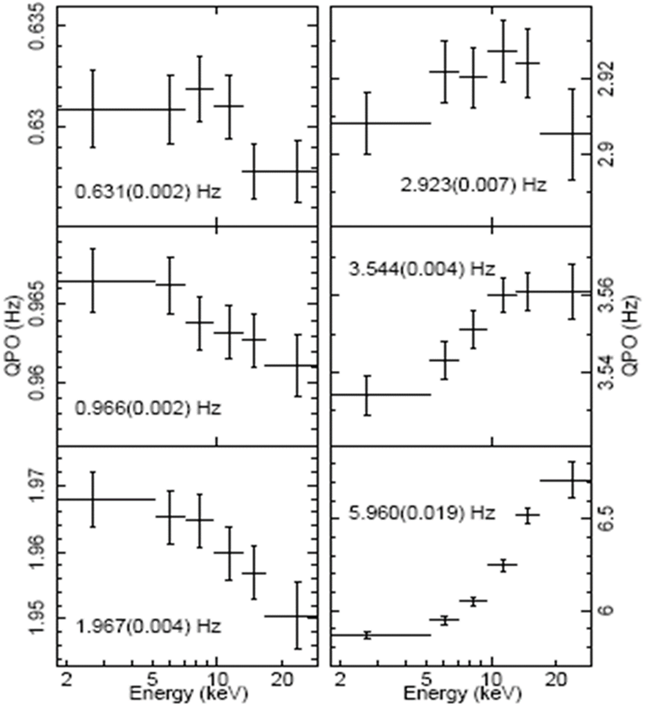 0.635
0.63
0.631(0.002) Hz
2.92
2.9
2.923(0.007) Hz
QPO (Hz)
0.965
0.96
0.966(0.002) Hz
3.544(0.004) Hz
3.56
3.54
QPO (Hz)
1.97
1.96
1.95
1.967(0.004) Hz
5.960(0.019) Hz
6.5
6
2 5 10 20
Energy (keV)
2 5 10 20
Energy (keV)